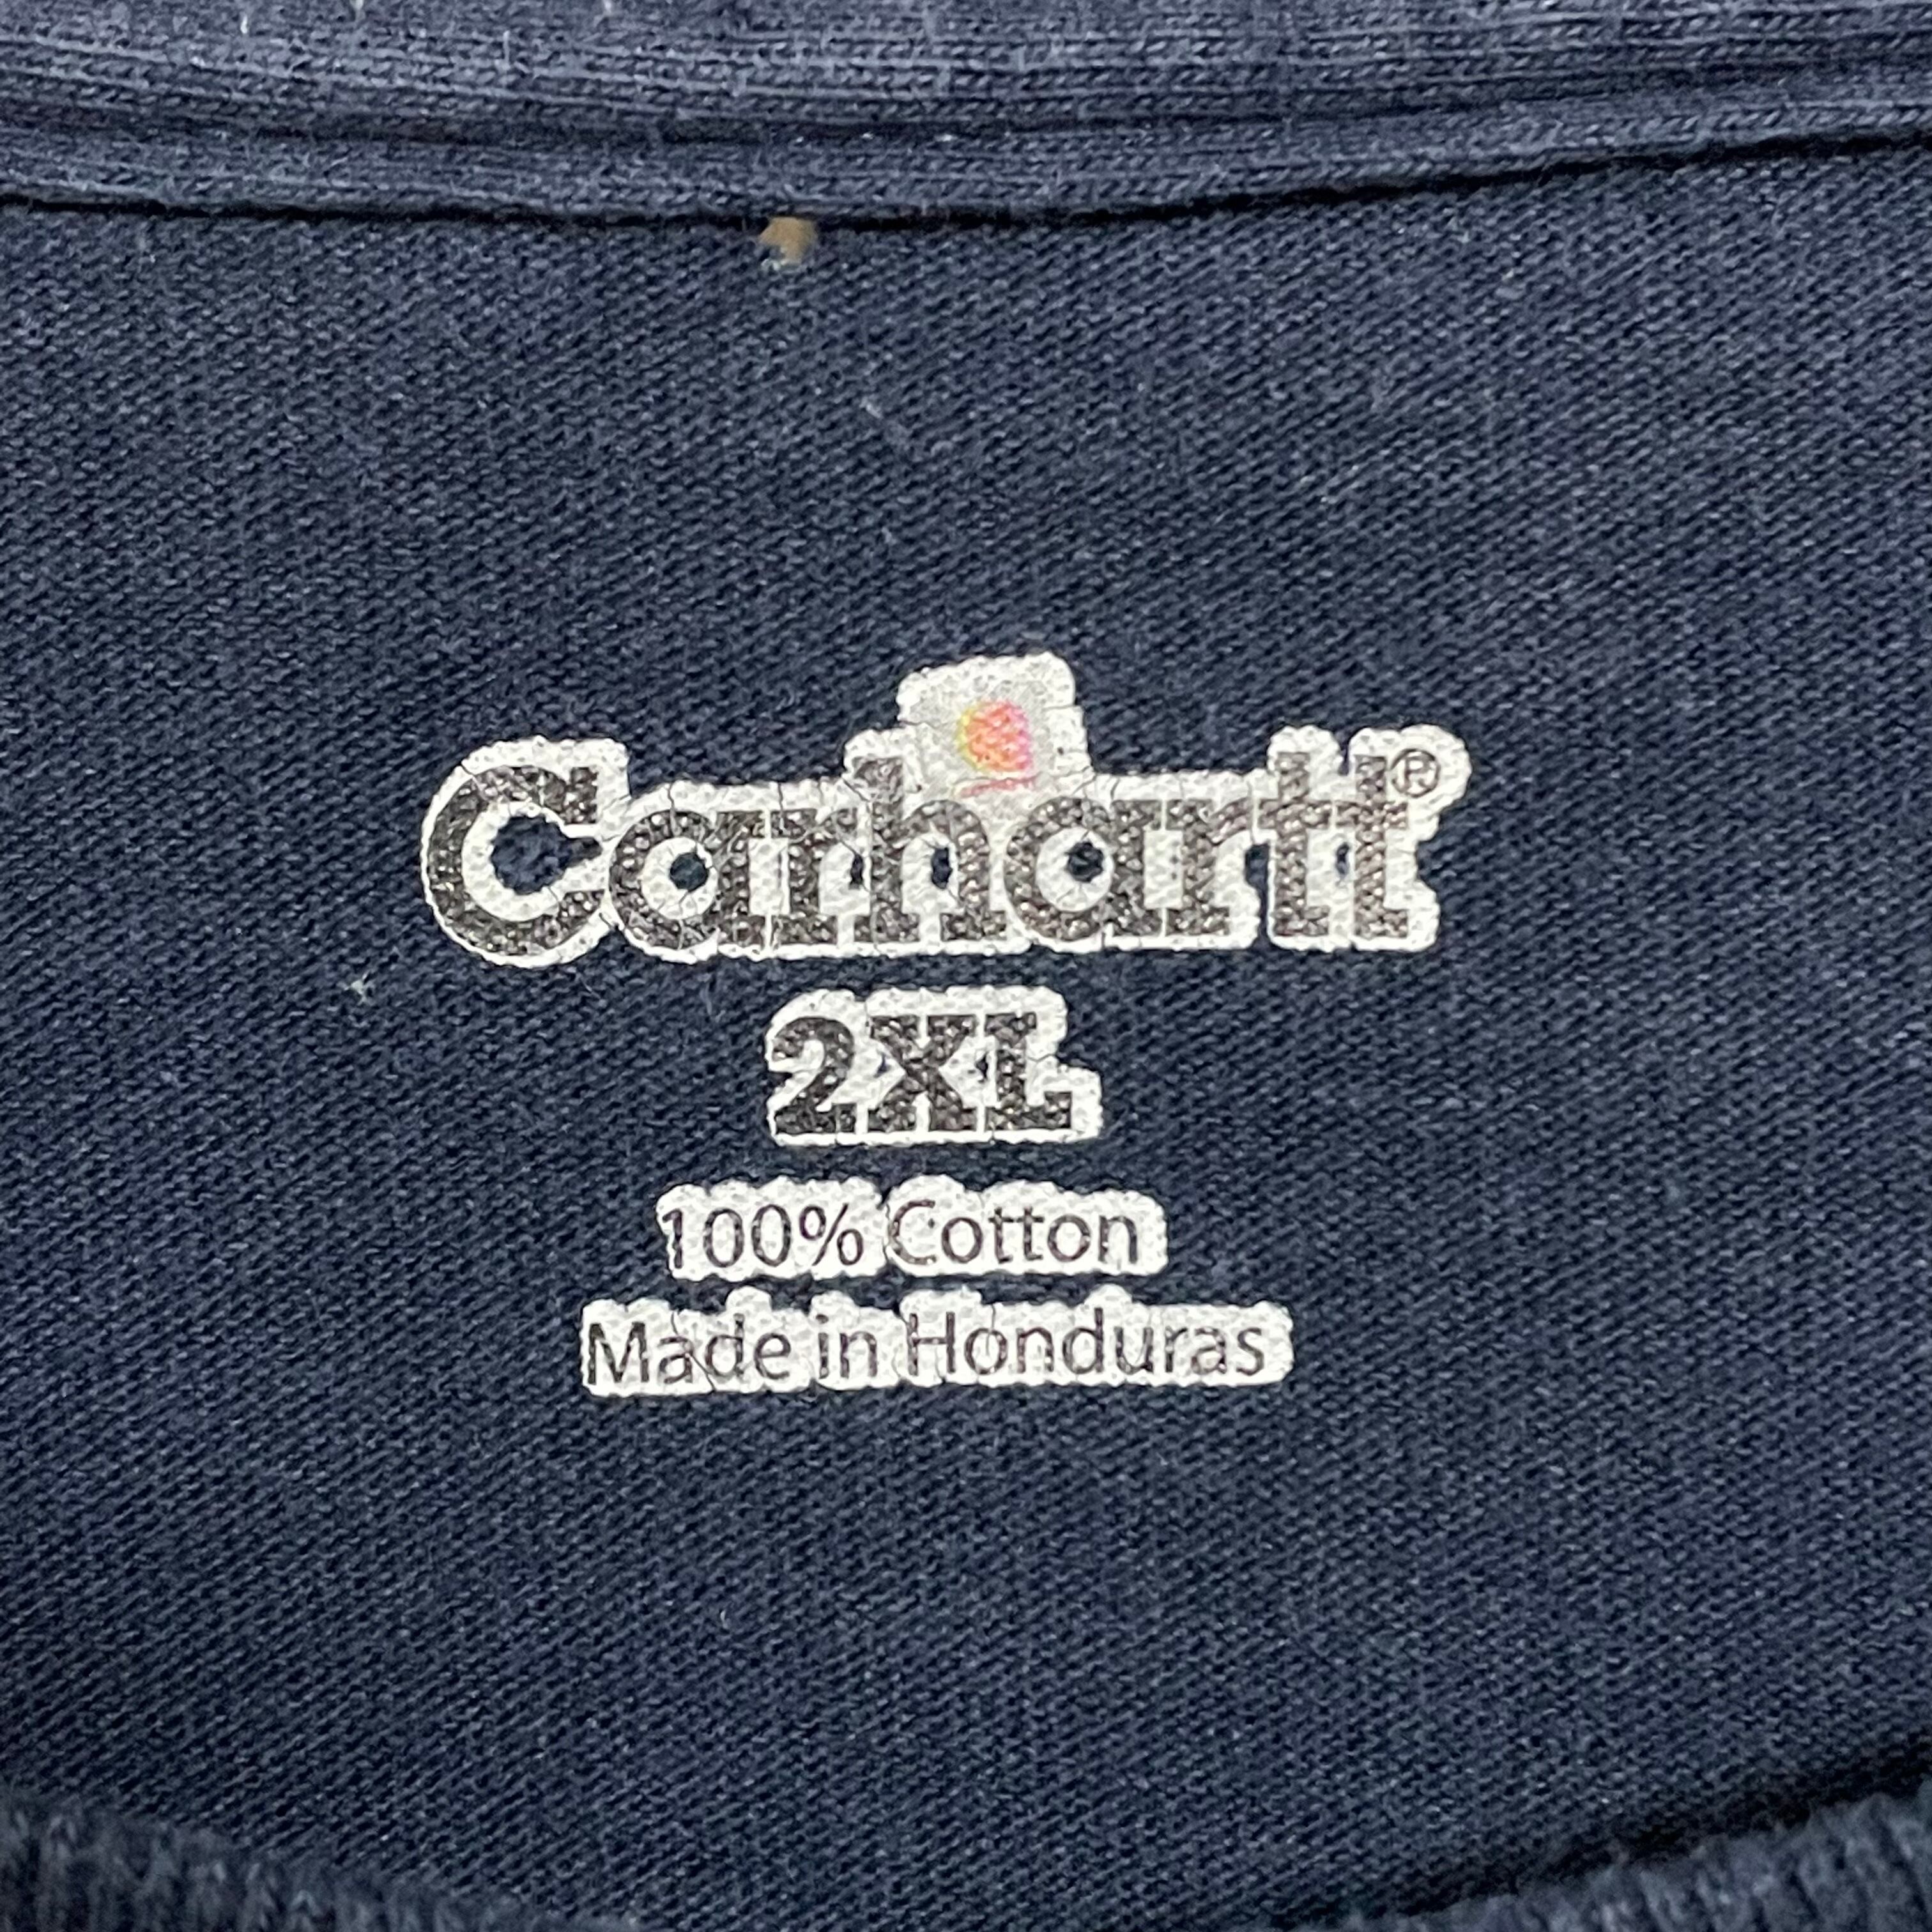 Carhartt®
2XL
100% Cotton
Made in Honduras